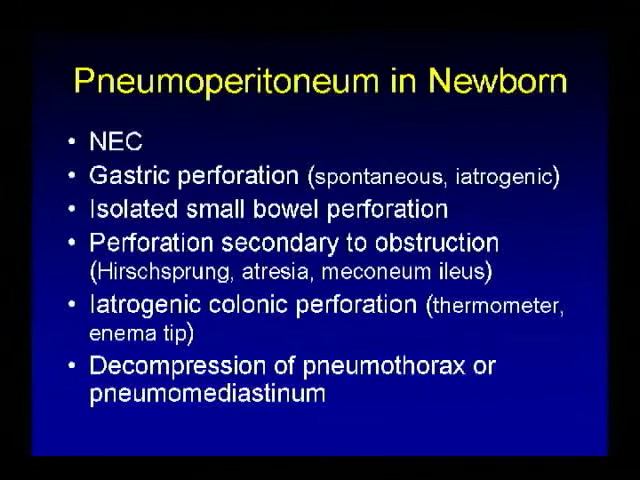 Pneumoperitoneum in Newborn
• NEC
• Gastric perforation (spontaneous, iatrogenic)
• Isolated small bowel perforation
• Perforation secondary to obstruction
(Hirschsprung, atresia, meconeum ileus)
• Iatrogenic colonic perforation (thermometer,
enema tip)
• Decompression of pneumothorax or
pneumomediastinum